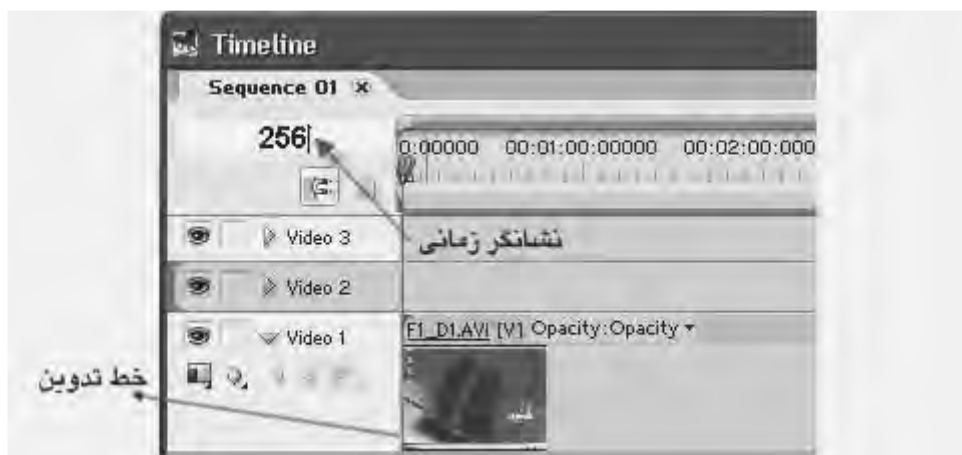 Timeline
Sequence 01 ×
256
0:00000 00:01:00:00000 00:02:00:000
Video 3
نشانگر زمانی
Video 2
Video 1
F1_D1.AVI [V] Opacity:Opacity
خط تدوین